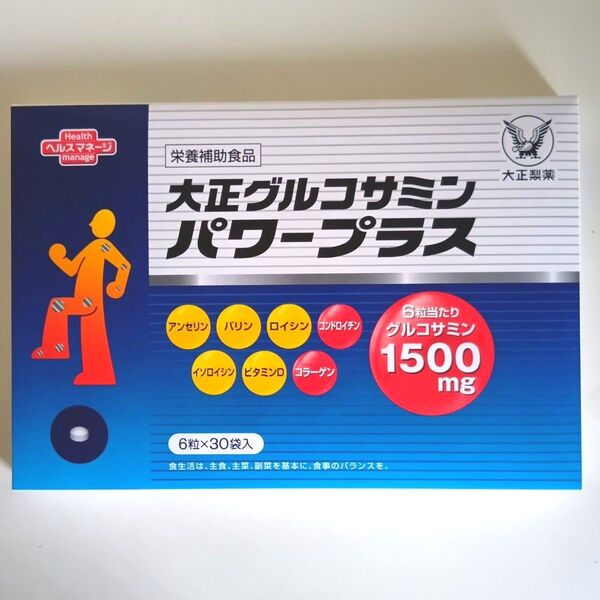 Health
ヘルスマネージ
manage
栄養補助食品
大正製薬
大正グルコサミン
パワープラス
アンセリン
バリン
ロイシン
コンドロイチン
イソロイシン
ビタミンD
コラーゲン
6粒当たり
グルコサミン
1500
mg
6粒×30袋入
食生活は、主食、主菜、副菜を基本に、食事のバランスを。